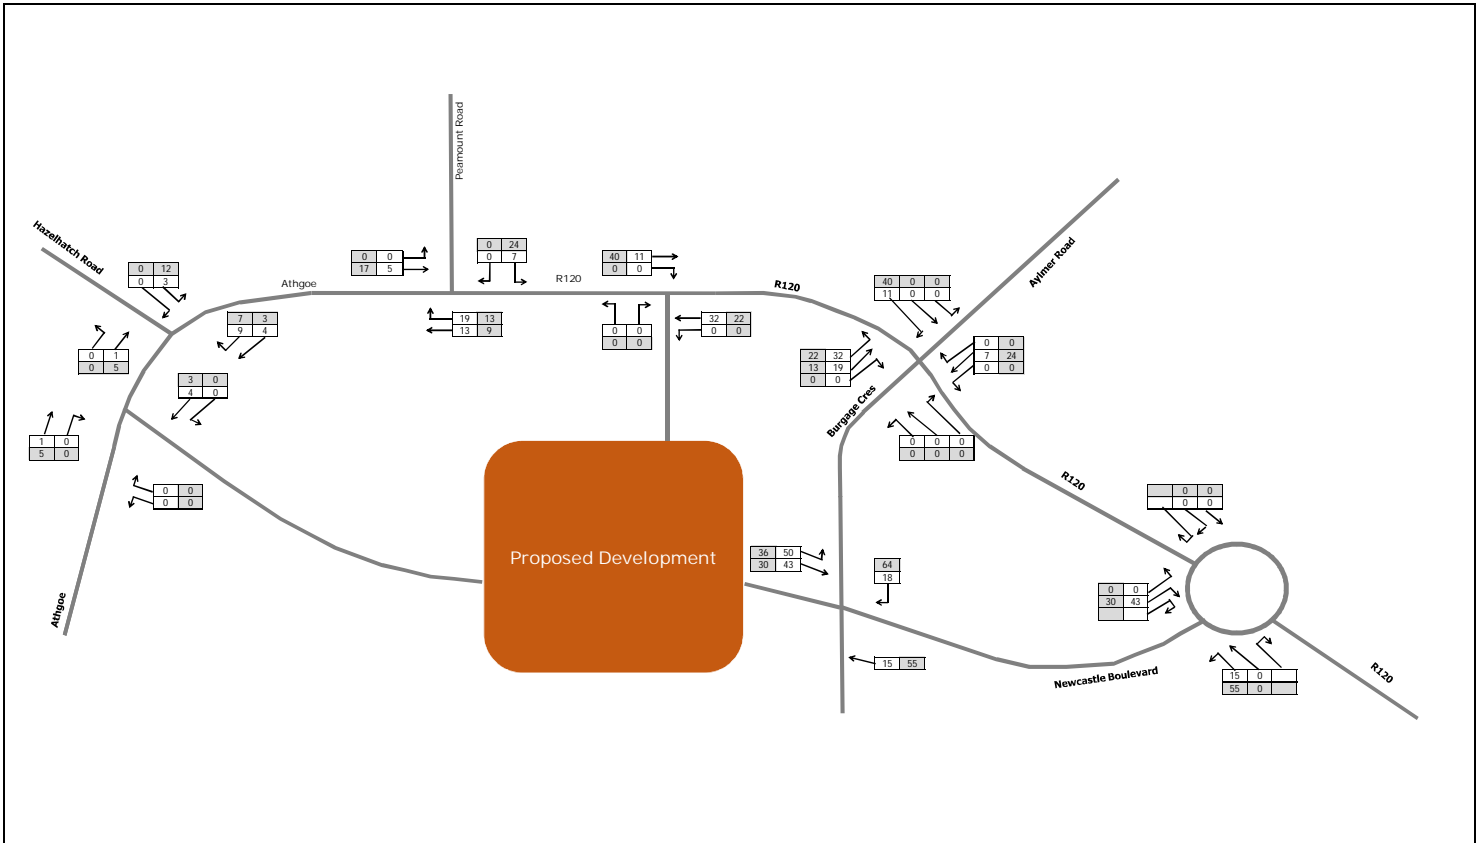 Peamount Road
Hazelhatch Road
Aylmer Road
0 24
0 7
0 0
17 5
40 11
0 0
0 12
0 3
Athgoe
R120
R120
40 0 0
11 0 0
7 3
9 4
19 13
13 9
0 0
0 0
32 22
0 0
0 1
0 5
22 32
13 19
0 0
0 0
7 24
0 0
3 0
4 0
Burgage Cres
1 0
5 0
0 0 0
0 0 0
R120
0 0
0 0
0 0
0 0
Proposed Development
36 50
30 43
64
18
0 0
30 43
Athgoe
15 55
Newcastle Boulevard
15 0
55 0
R120